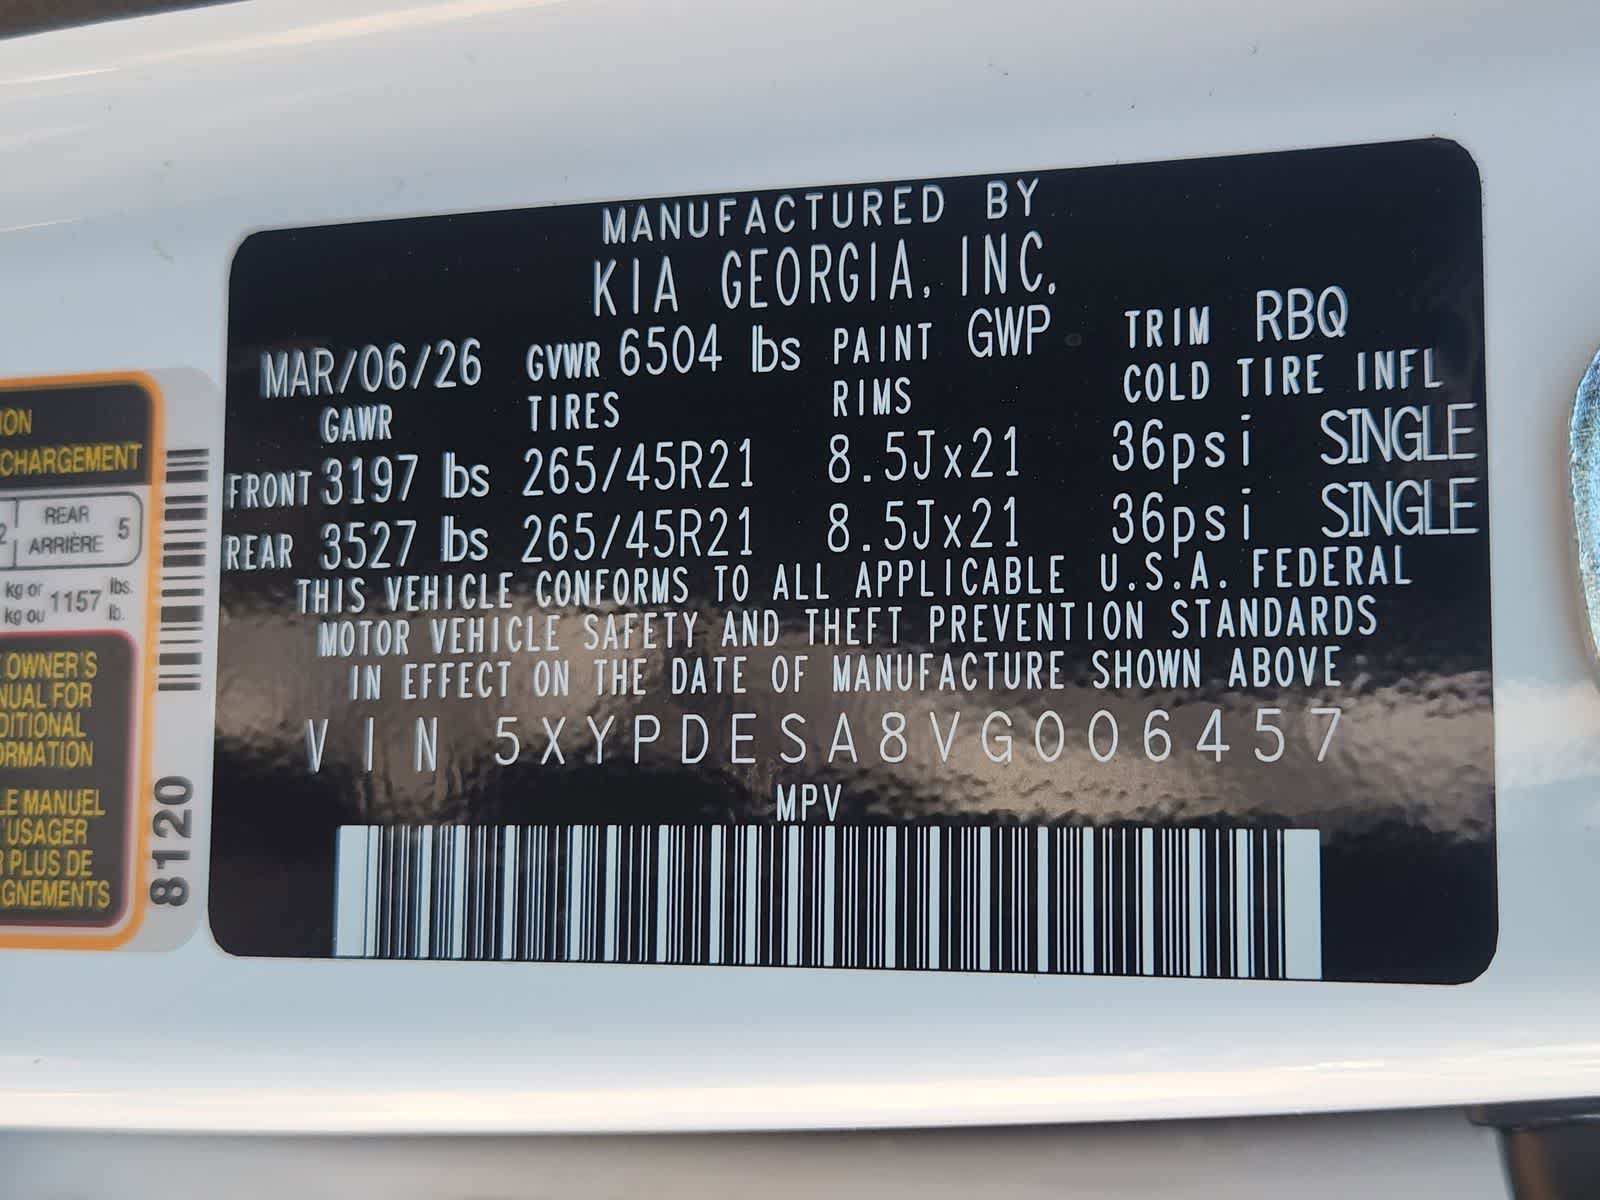 MANUFACTURED BY
KIA GEORGIA, INC.
MAR/06/26 GVWR 6504 lbs PAINT GWP TRIM RBQ
GAWR TIRES RIMS COLD TIRE INFL
FRONT 3197 lbs 265/45R21 8.5Jx21 36psi SINGLE
REAR 3527 lbs 265/45R21 8.5Jx21 36psi SINGLE
THIS VEHICLE CONFORMS TO ALL APPLICABLE U.S.A. FEDERAL
MOTOR VEHICLE SAFETY AND THEFT PREVENTION STANDARDS
IN EFFECT ON THE DATE OF MANUFACTURE SHOWN ABOVE
VIN 5XYPDESA8VG006457
MPV
ION
CHARGEMENT
2 REAR 5
ARRIÈRE
kg or 1157 lbs.
kg ou lb.
OWNER'S
NUAL FOR
DITIONAL
ORMATION
LE MANUEL
USAGER
R PLUS DE
GNEMENTS
8120